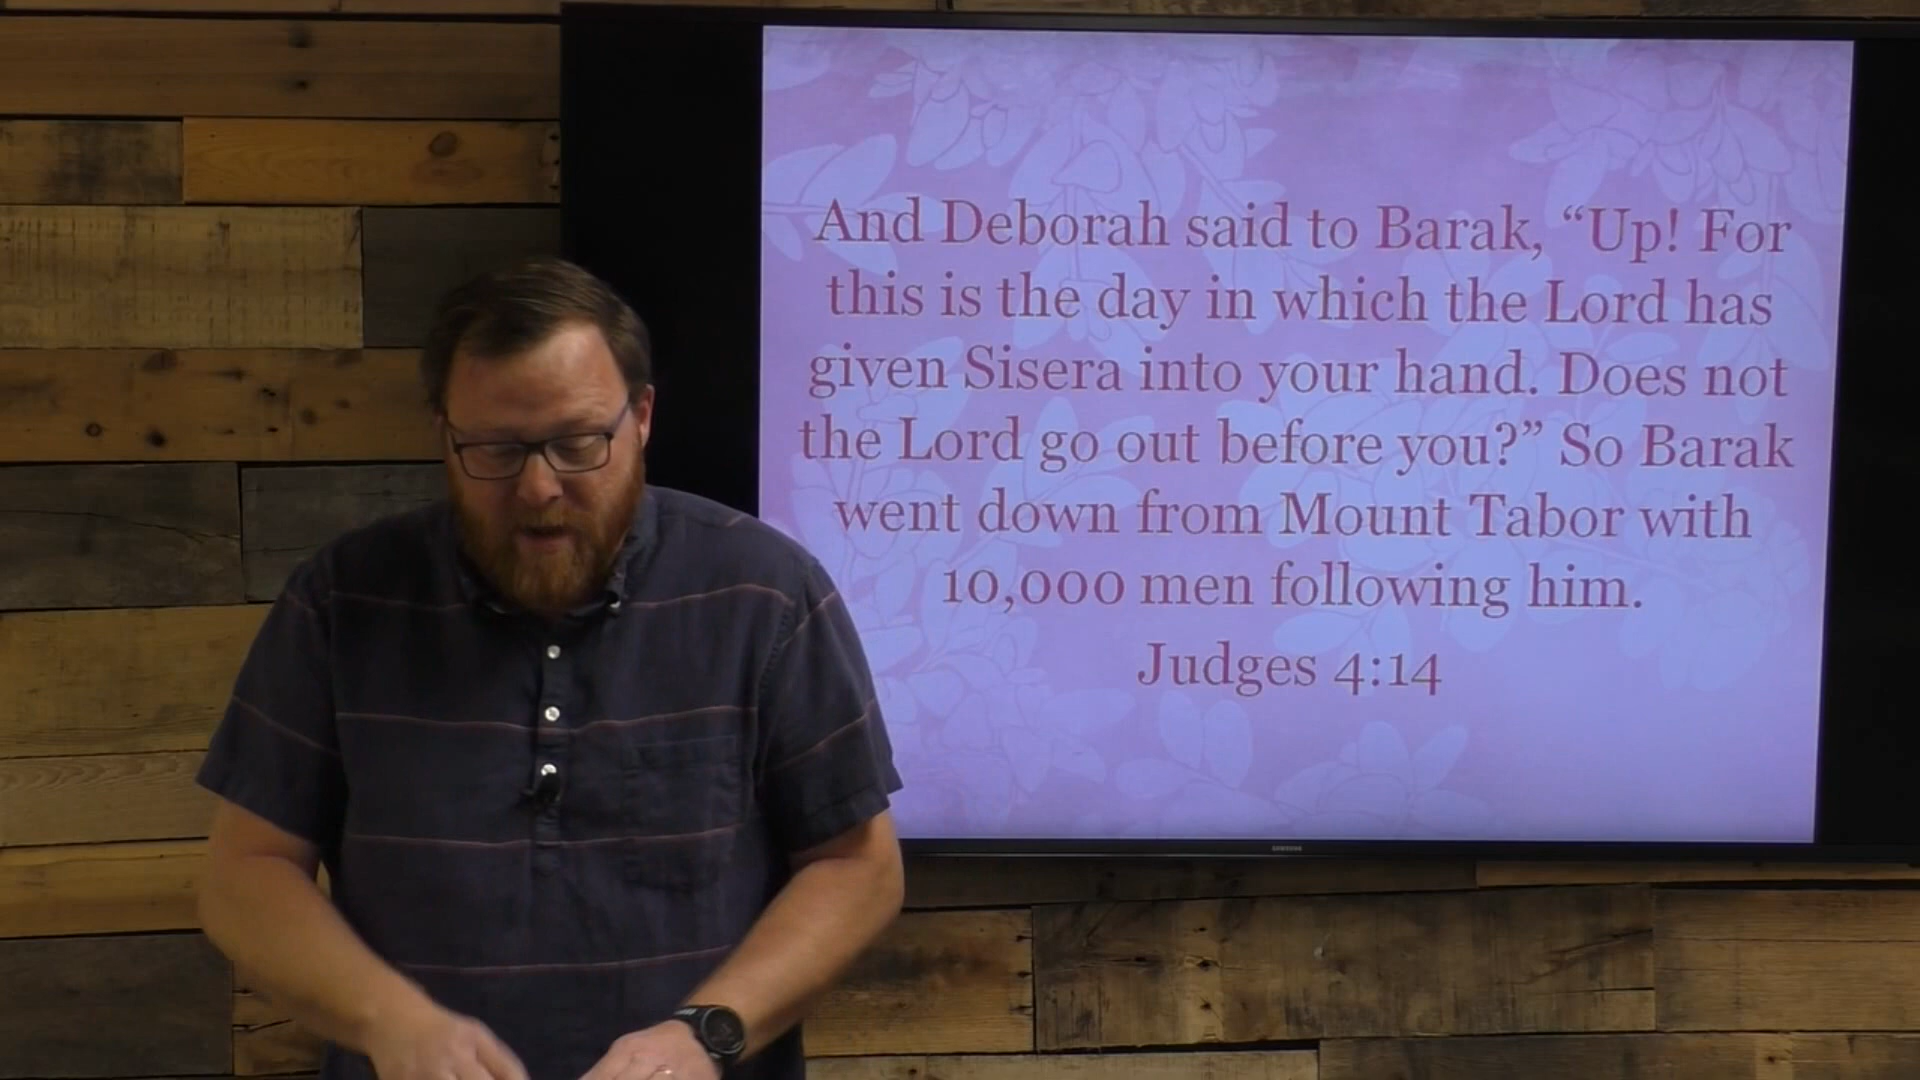 And Deborah said to Barak, “Up! For
this is the day in which the Lord has
given Sisera into your hand. Does not
the Lord go out before you?” So Barak
went down from Mount Tabor with
10,000 men following him.
Judges 4:14
SAMSUNG